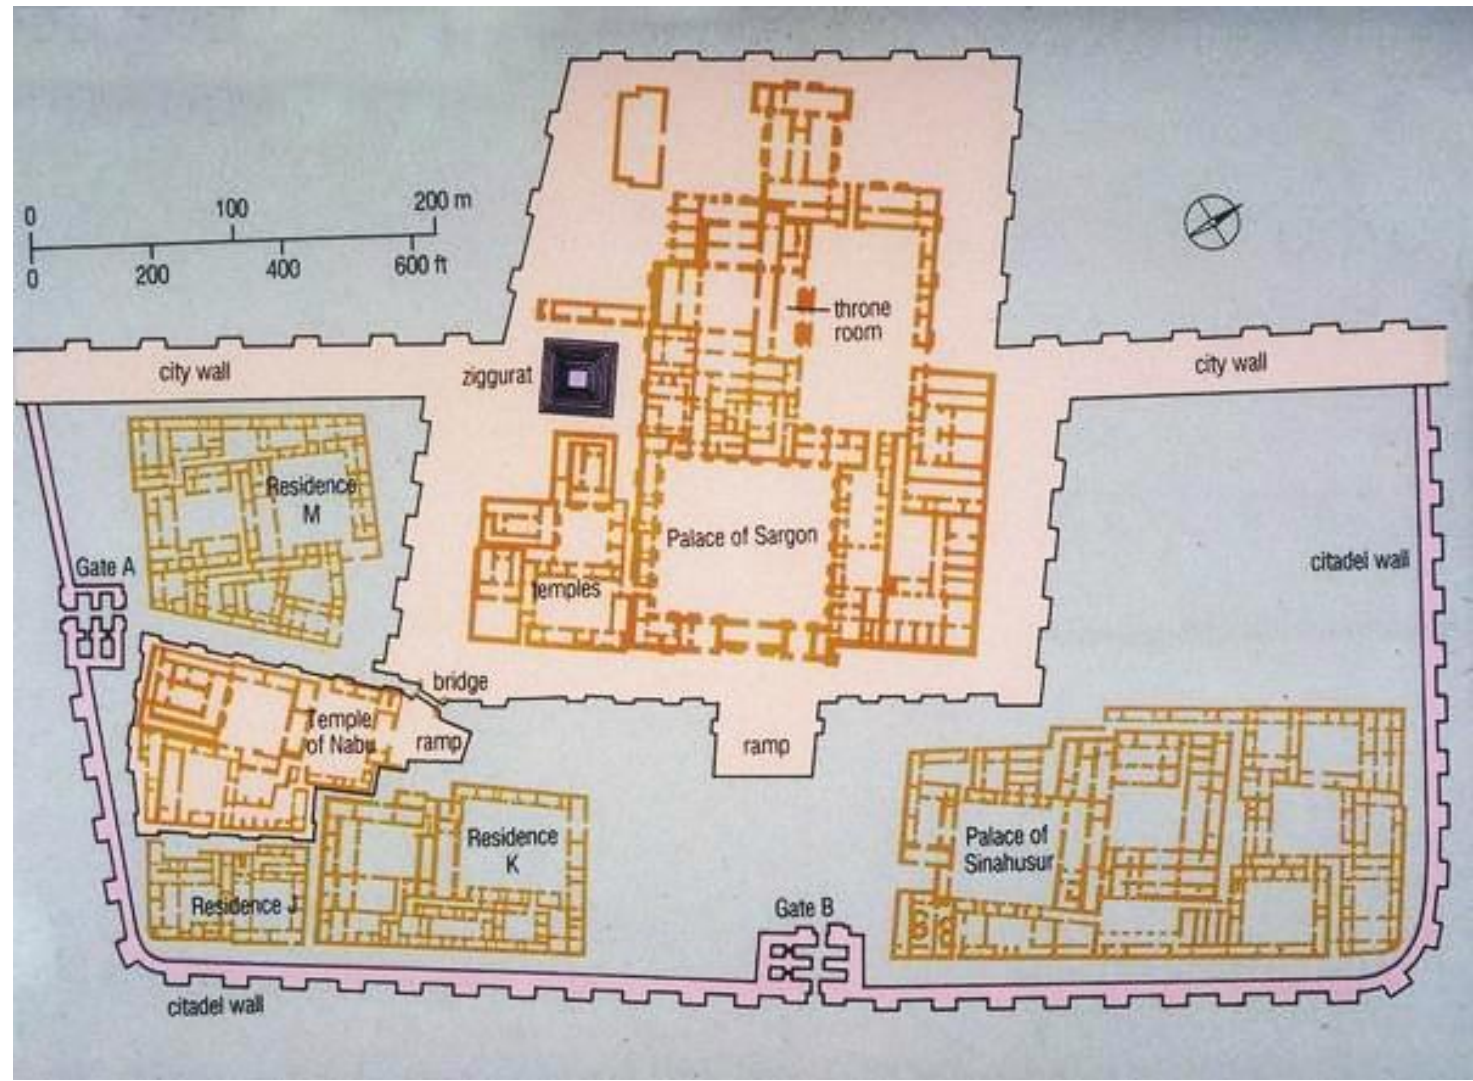 0 100 200 m
0 200 400 600 ft
throne
room
city wall
ziggurat
city wall
Residence
M
Palace of Sargon
citadel wall
Gate A
temples
bridge
Temple
of Nabu
ramp
ramp
Residence
K
Palace of
Sinahusur
Residence J
Gate B
citadel wall